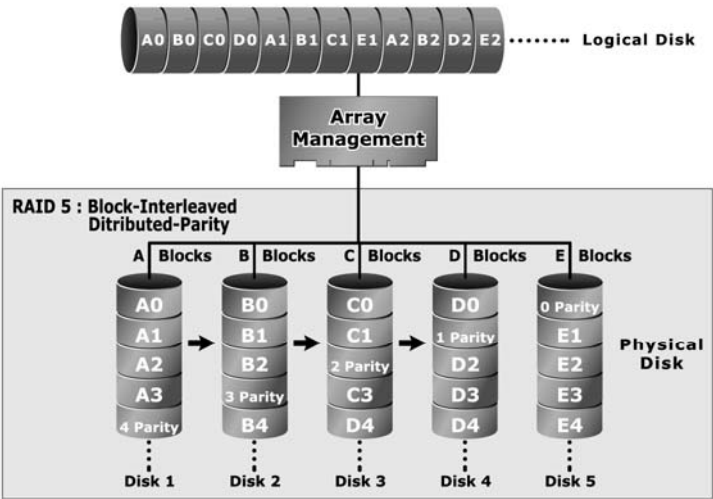 A0 B0 C0 D0 A1 B1 C1 E1 A2 B2 D2 E2 Logical Disk
Array
Management
RAID 5 : Block-Interleaved
Ditributed-Parity
A Blocks B Blocks C Blocks D Blocks E Blocks
A0 B0 C0 D0 0 Parity
A1 B1 C1 1 Parity E1
A2 B2 2 Parity D2 E2
A3 3 Parity C3 D3 E3
4 Parity B4 D4 D4 E4
Physical
Disk
Disk 1 Disk 2 Disk 3 Disk 4 Disk 5